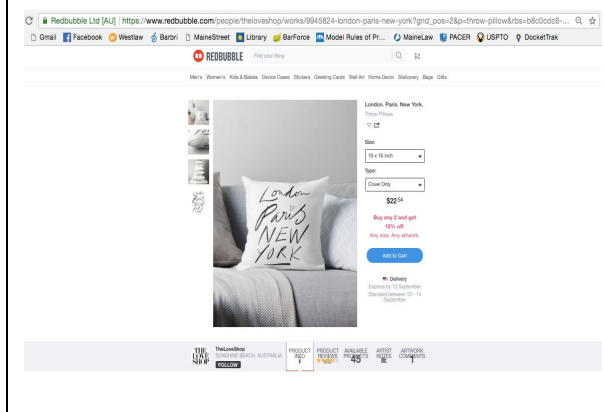 Redbubble Ltd [AU] | https://www.redbubble.com/people/theloveshop/works/9945824-london-paris-new-york?grid_pos=2&p=throw-pillow&rbs=b8c0cdc6-...
Gmail Facebook Westlaw Barbri MaineStreet Library BarForce Model Rules of Pr... MaineLaw PACER USPTO DocketTrak
REDBUBBLE Find your thing
Men's Women's Kids & Babies Device Cases Stickers Greeting Cards Wall Art Home Decor Stationery Bags Gifts
London. Paris. New York.
Throw Pillows
Size:
16 x 16 inch
Type:
Cover Only
$22.54
Buy any 2 and get
15% off.
Any size. Any artwork.
Add to Cart
Delivery
Express by 12 September
Standard between 12 - 14
September
London
Paris
NEW
YORK
THE
LOVE
SHOP
TheLoveShop
SUNSHINE BEACH, AUSTRALIA
FOLLOW
PRODUCT
INFO
PRODUCT
REVIEWS
AVAILABLE
PRODUCTS
45
ARTIST
NOTES
ARTWORK
COMMENTS
1